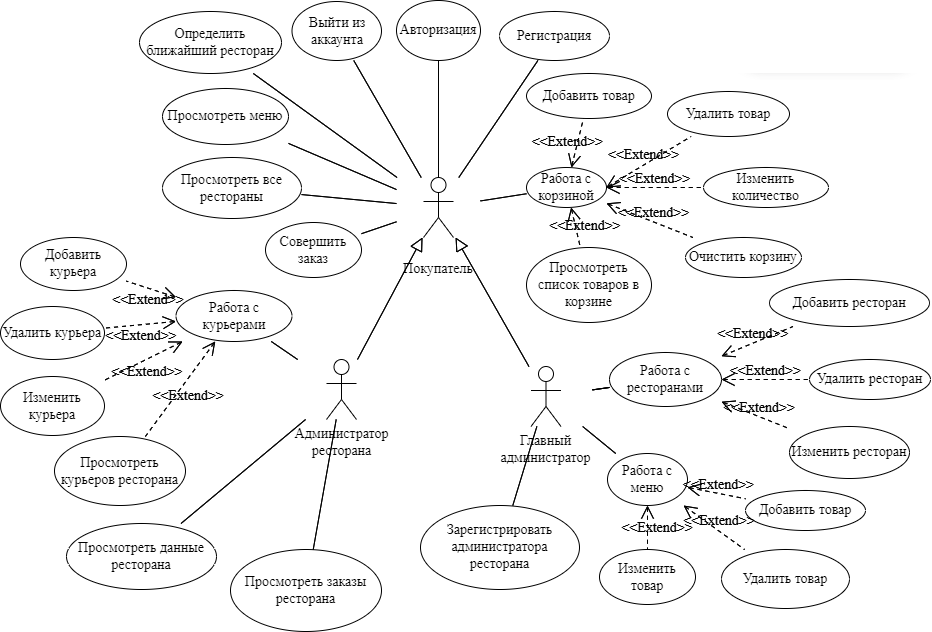 Определить
ближайший ресторан
Выйти из
аккаунта
Авторизация
Регистрация
Просмотреть меню
Добавить товар
Удалить товар
<<Extend>>
<<Extend>>
Просмотреть все
рестораны
Работа с
корзиной
<<Extend>>
Изменить
количество
<<Extend>>
<<Extend>>
Совершить
заказ
Покупатель
Очистить корзину
Просмотреть
список товаров в
корзине
Добавить
курьера
<<Extend>>
Работа с
курьерами
Удалить курьера
<<Extend>>
<<Extend>>
Изменить
курьера
<<Extend>>
Просмотреть
курьеров ресторана
Администратор
ресторана
Главный
администратор
Добавить ресторан
<<Extend>>
Работа с
ресторанами
<<Extend>>
Удалить ресторан
<<Extend>>
Изменить ресторан
Работа с
меню
<<Extend>>
Добавить товар
<<Extend>>
<<Extend>>
Просмотреть данные
ресторана
Просмотреть заказы
ресторана
Зарегистрировать
администратора
ресторана
Изменить
товар
Удалить товар